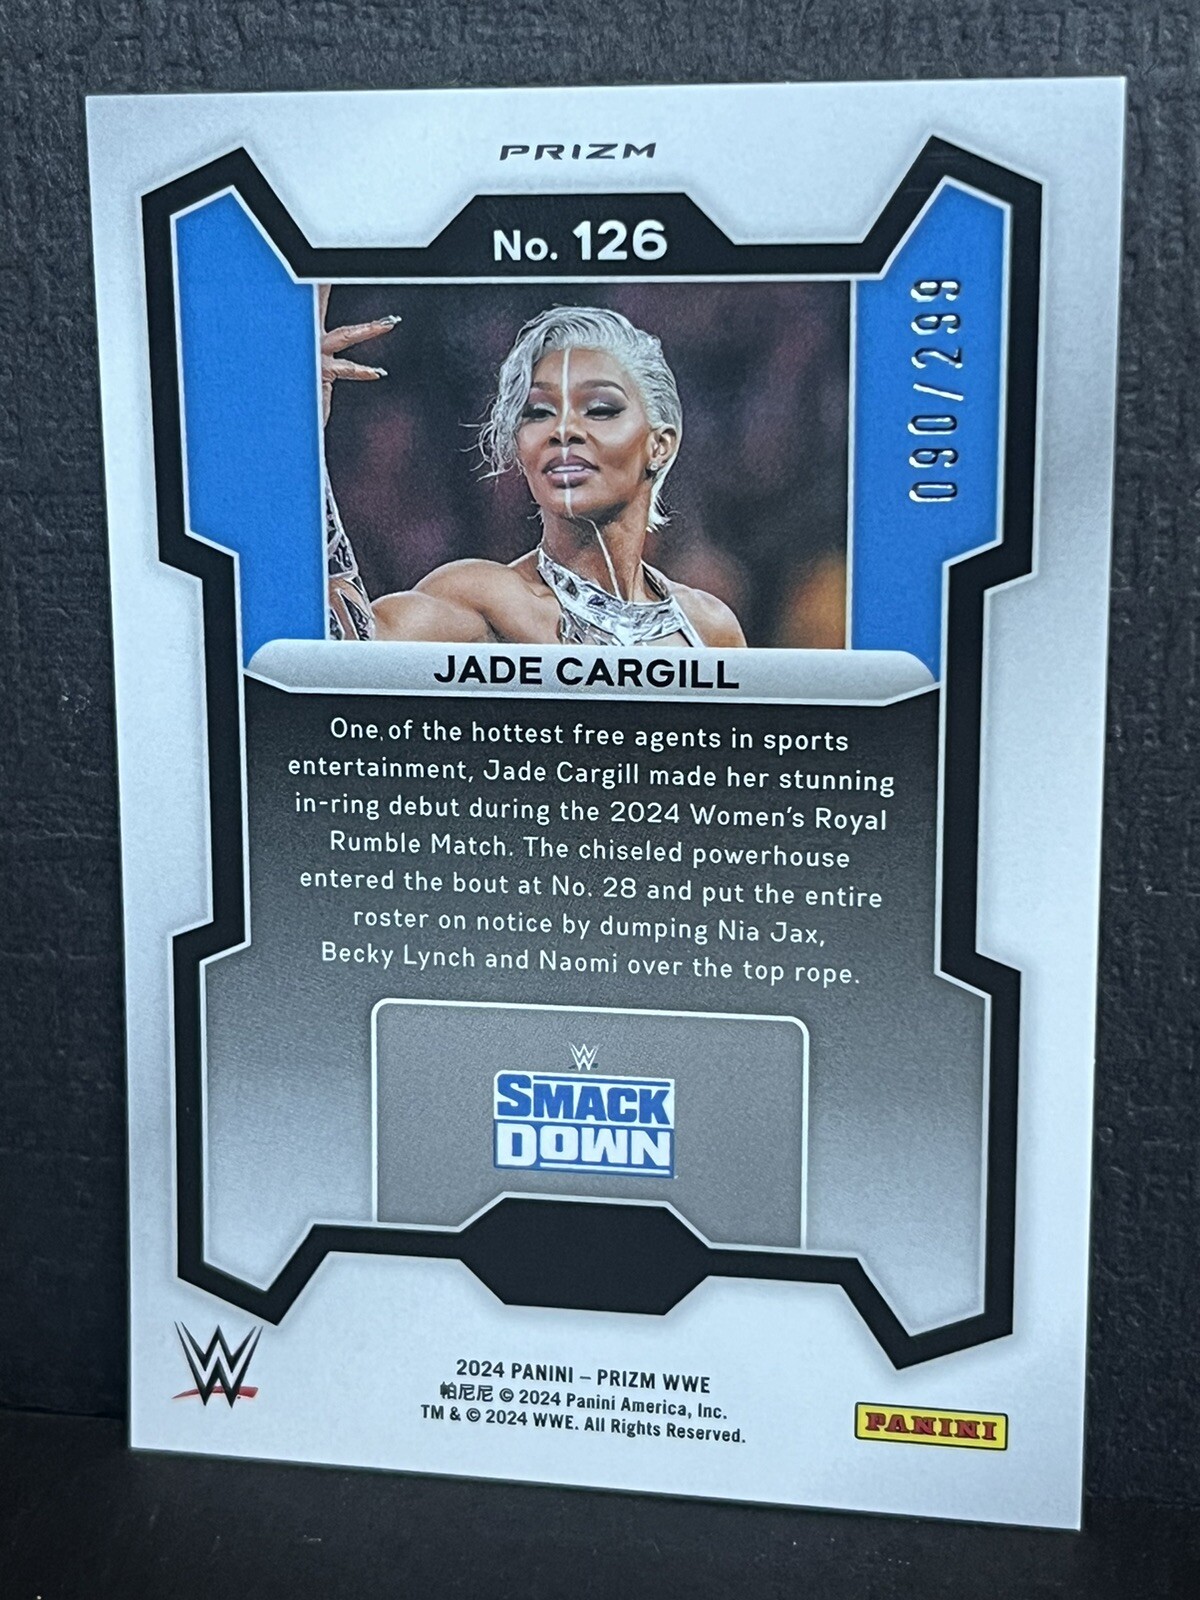 PRIZM
No. 126
090/299
JADE CARGILL
One of the hottest free agents in sports
entertainment, Jade Cargill made her stunning
in-ring debut during the 2024 Women's Royal
Rumble Match. The chiseled powerhouse
entered the bout at No. 28 and put the entire
roster on notice by dumping Nia Jax,
Becky Lynch and Naomi over the top rope.
W
SMACK
DOWN
W
2024 PANINI – PRIZM WWE
帕尼尼 © 2024 Panini America, Inc.
TM & © 2024 WWE. All Rights Reserved.
PANINI